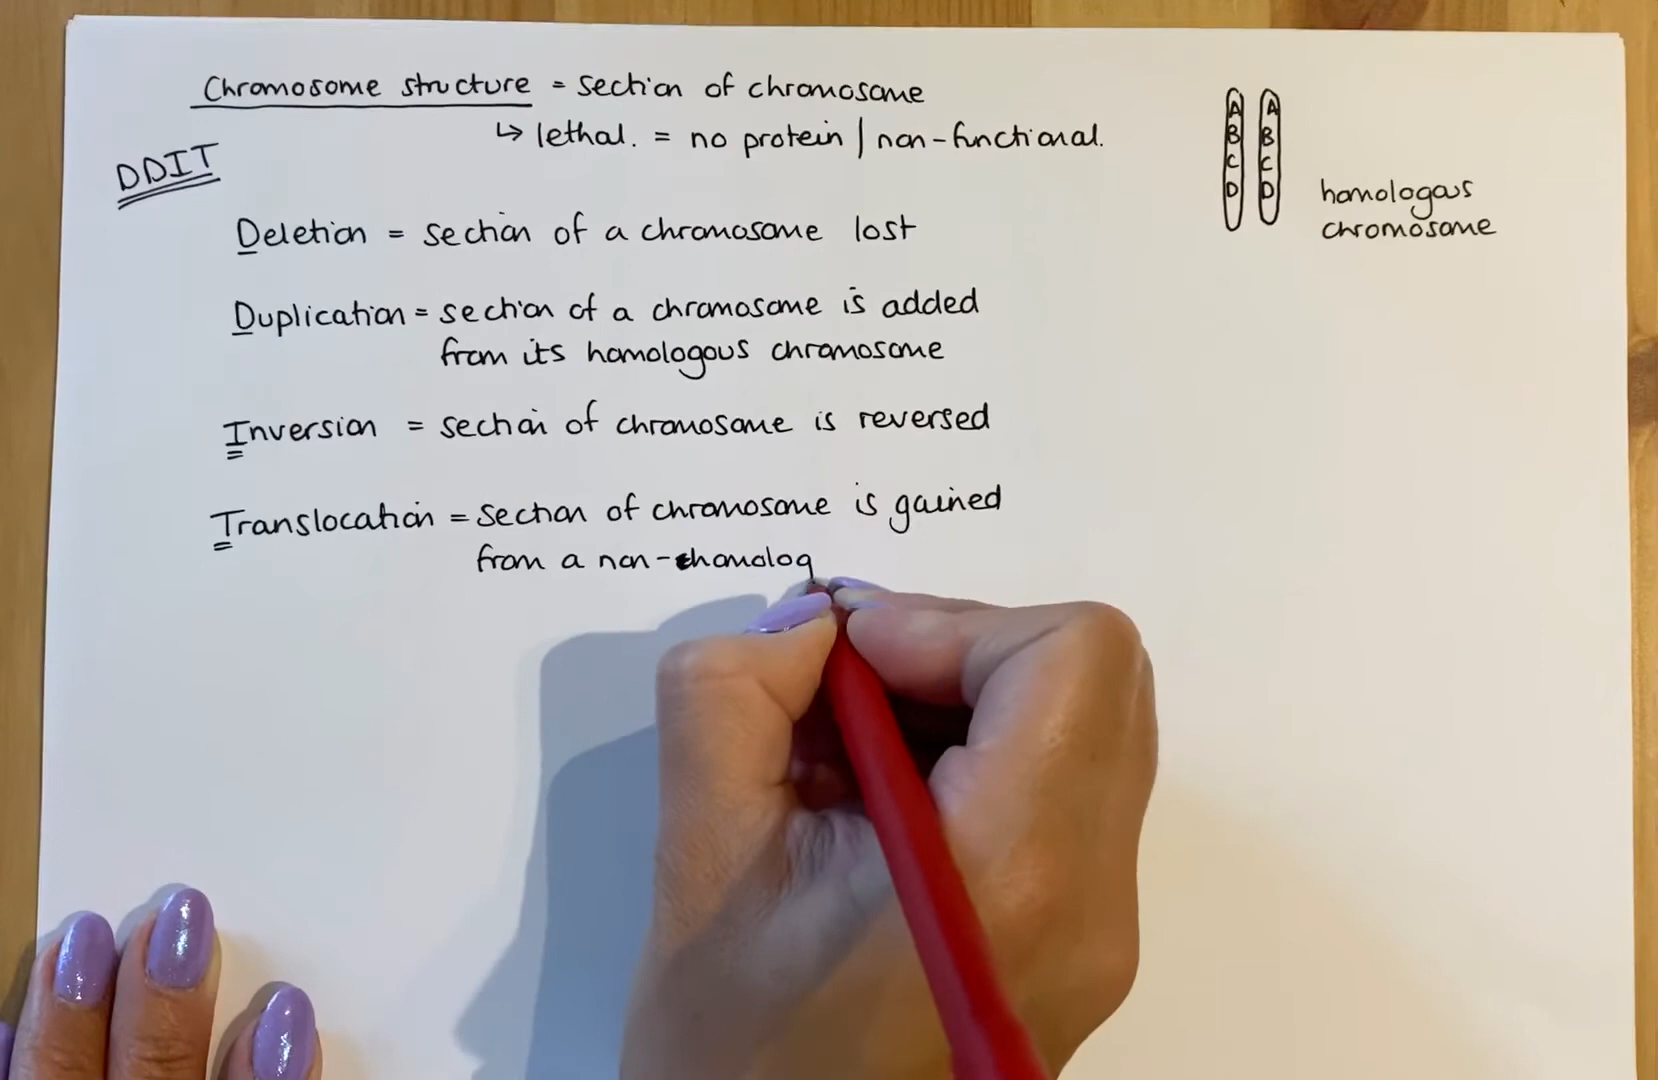 Chromosome structure = section of chromosome
↳ lethal. = no protein | non-functional.
DDIT
Deletion = section of a chromosome lost
Duplication = section of a chromosome is added
from its homologous chromosome
Inversion = section of chromosome is reversed
Translocation = section of chromosome is gained
from a non-homolog
A A
B B
C C
D D
homologous
chromosome